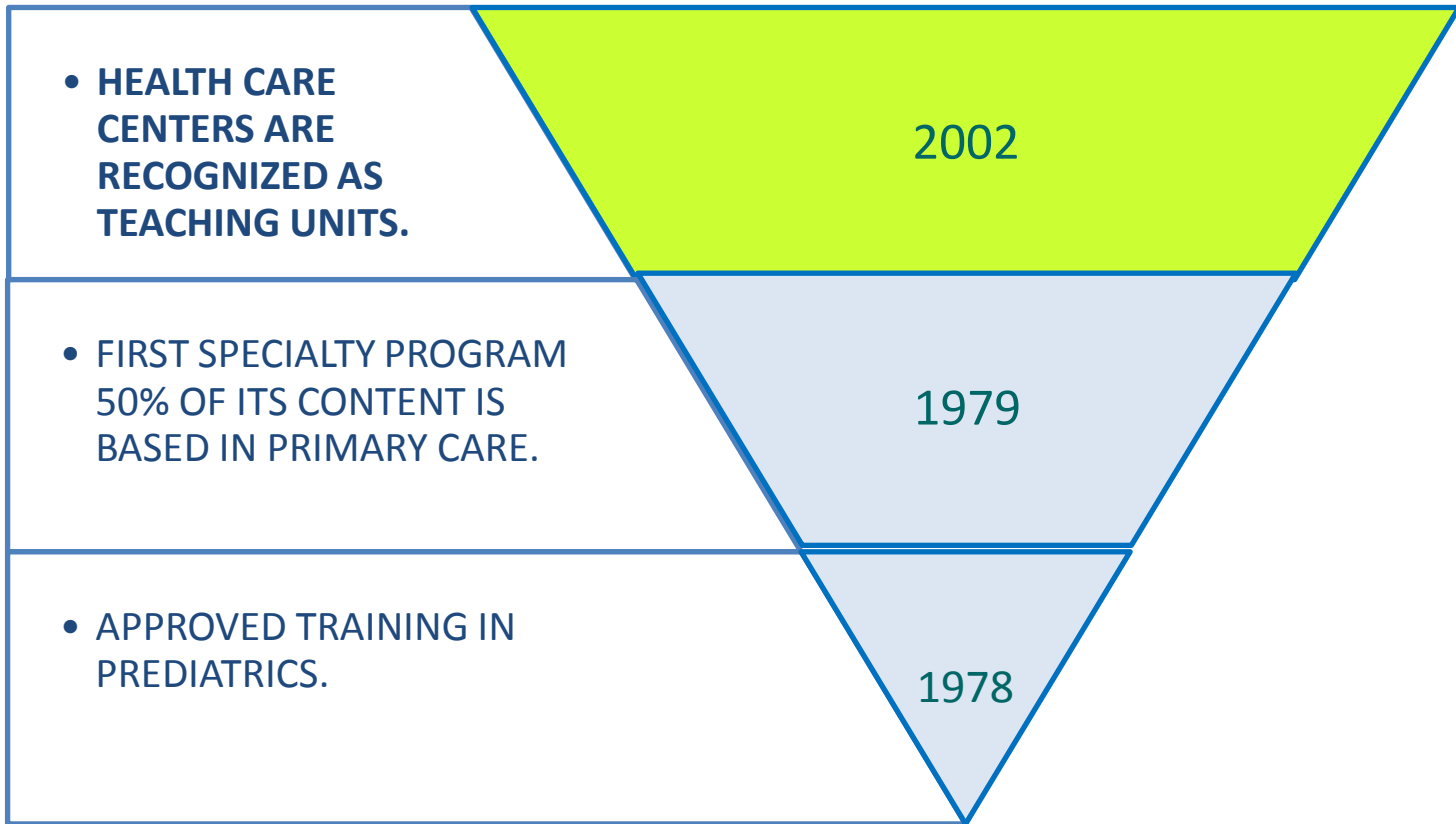 • HEALTH CARE
CENTERS ARE
RECOGNIZED AS
TEACHING UNITS.
2002
• FIRST SPECIALTY PROGRAM
50% OF ITS CONTENT IS
BASED IN PRIMARY CARE.
1979
• APPROVED TRAINING IN
PREDIATRICS.
1978